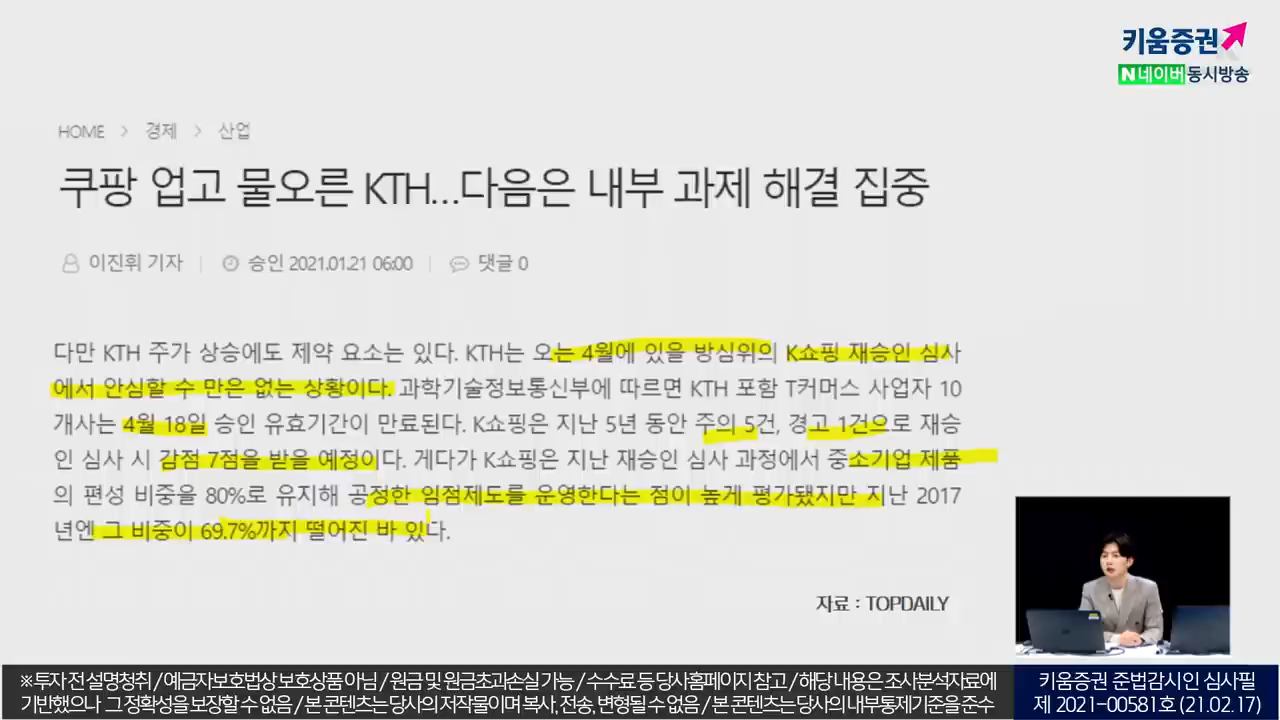 키움증권
N네이버 동시방송
HOME > 경제 > 산업
쿠팡 업고 물오른 KTH...다음은 내부 과제 해결 집중
이진휘 기자 | 승인 2021.01.21 06:00 | 댓글 0
다만 KTH 주가 상승에도 제약 요소는 있다. KTH는 오는 4월에 있을 방심위의 K쇼핑 재승인 심사
에서 안심할 수 만은 없는 상황이다. 과학기술정보통신부에 따르면 KTH 포함 T커머스 사업자 10
개사는 4월 18일 승인 유효기간이 만료된다. K쇼핑은 지난 5년 동안 주의 5건, 경고 1건으로 재승
인 심사 시 감점 7점을 받을 예정이다. 게다가 K쇼핑은 지난 재승인 심사 과정에서 중소기업 제품
의 편성 비중을 80%로 유지해 공정한 입점제도를 운영한다는 점이 높게 평가됐지만 지난 2017
년엔 그 비중이 69.7%까지 떨어진 바 있다.
자료 : TOPDAILY
※ 투자 전 설명청취 / 예금자보호법상 보호상품 아님 / 원금 및 원금초과손실 가능 / 수수료 등 당사홈페이지 참고 / 해당 내용은 조사분석자료에
기반했으나 그 정확성을 보장할 수 없음 / 본 콘텐츠는 당사의 저작물이며 복사, 전송, 변형될 수 없음 / 본 콘텐츠는 당사의 내부통제기준을 준수
키움증권 준법감시인 심사필
제 2021-00581호 (21.02.17)